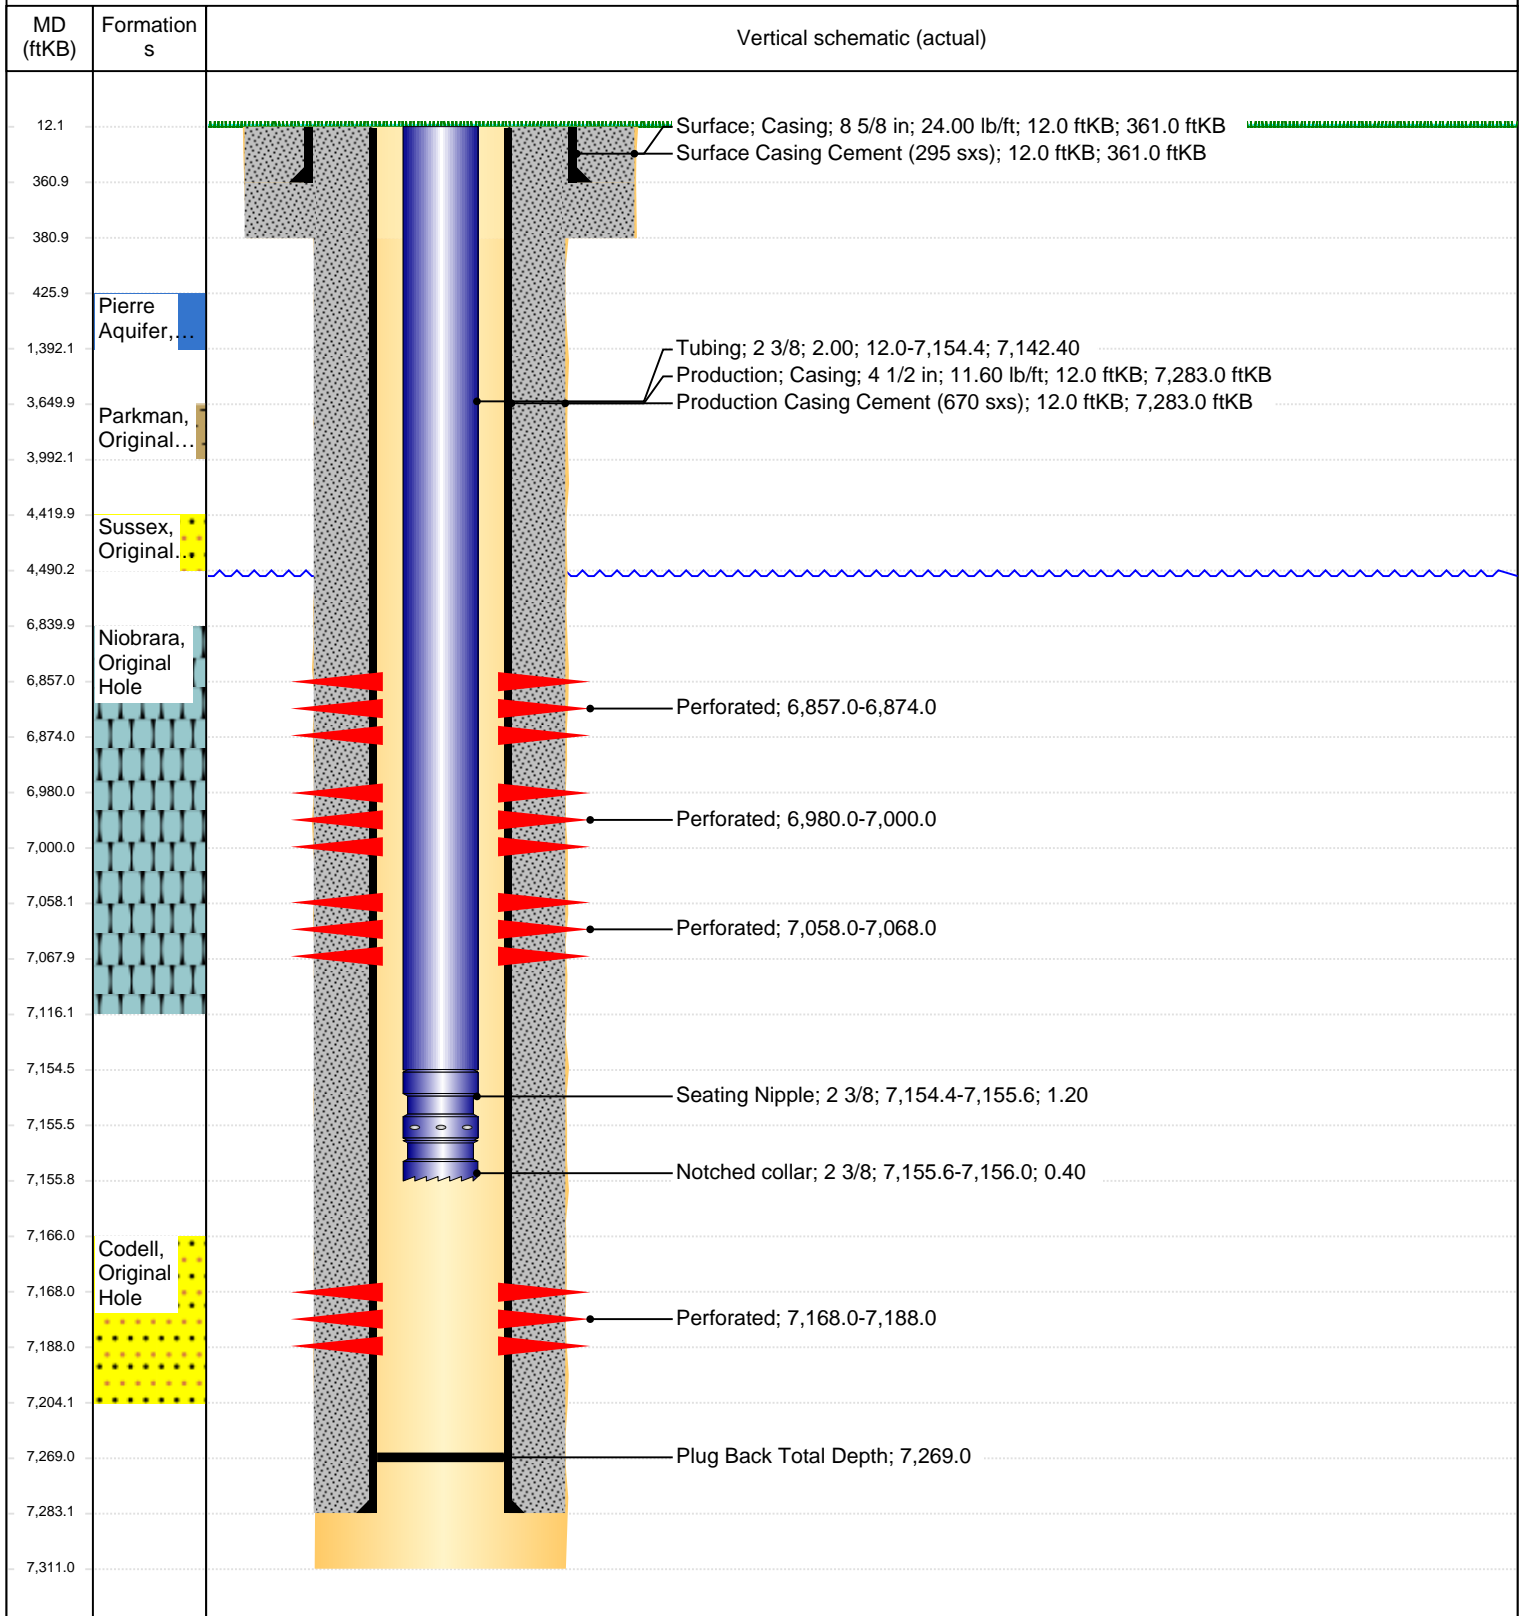 MD
(ftKB)
Formation
s
Vertical schematic (actual)
12.1
Surface; Casing; 8 5/8 in; 24.00 lb/ft; 12.0 ftKB; 361.0 ftKB
Surface Casing Cement (295 sxs); 12.0 ftKB; 361.0 ftKB
360.9
380.9
425.9
Pierre
Aquifer,...
1,392.1
Tubing; 2 3/8; 2.00; 12.0-7,154.4; 7,142.40
Production; Casing; 4 1/2 in; 11.60 lb/ft; 12.0 ftKB; 7,283.0 ftKB
Production Casing Cement (670 sxs); 12.0 ftKB; 7,283.0 ftKB
3,649.9
Parkman,
Original...
3,992.1
4,419.9
Sussex,
Original...
4,490.2
6,839.9
Niobrara,
Original
Hole
6,857.0
Perforated; 6,857.0-6,874.0
6,874.0
6,980.0
Perforated; 6,980.0-7,000.0
7,000.0
7,058.1
Perforated; 7,058.0-7,068.0
7,067.9
7,116.1
7,154.5
Seating Nipple; 2 3/8; 7,154.4-7,155.6; 1.20
7,155.5
Notched collar; 2 3/8; 7,155.6-7,156.0; 0.40
7,155.8
7,166.0
Codell,
Original
Hole
7,168.0
Perforated; 7,168.0-7,188.0
7,188.0
7,204.1
Plug Back Total Depth; 7,269.0
7,269.0
7,283.1
7,311.0